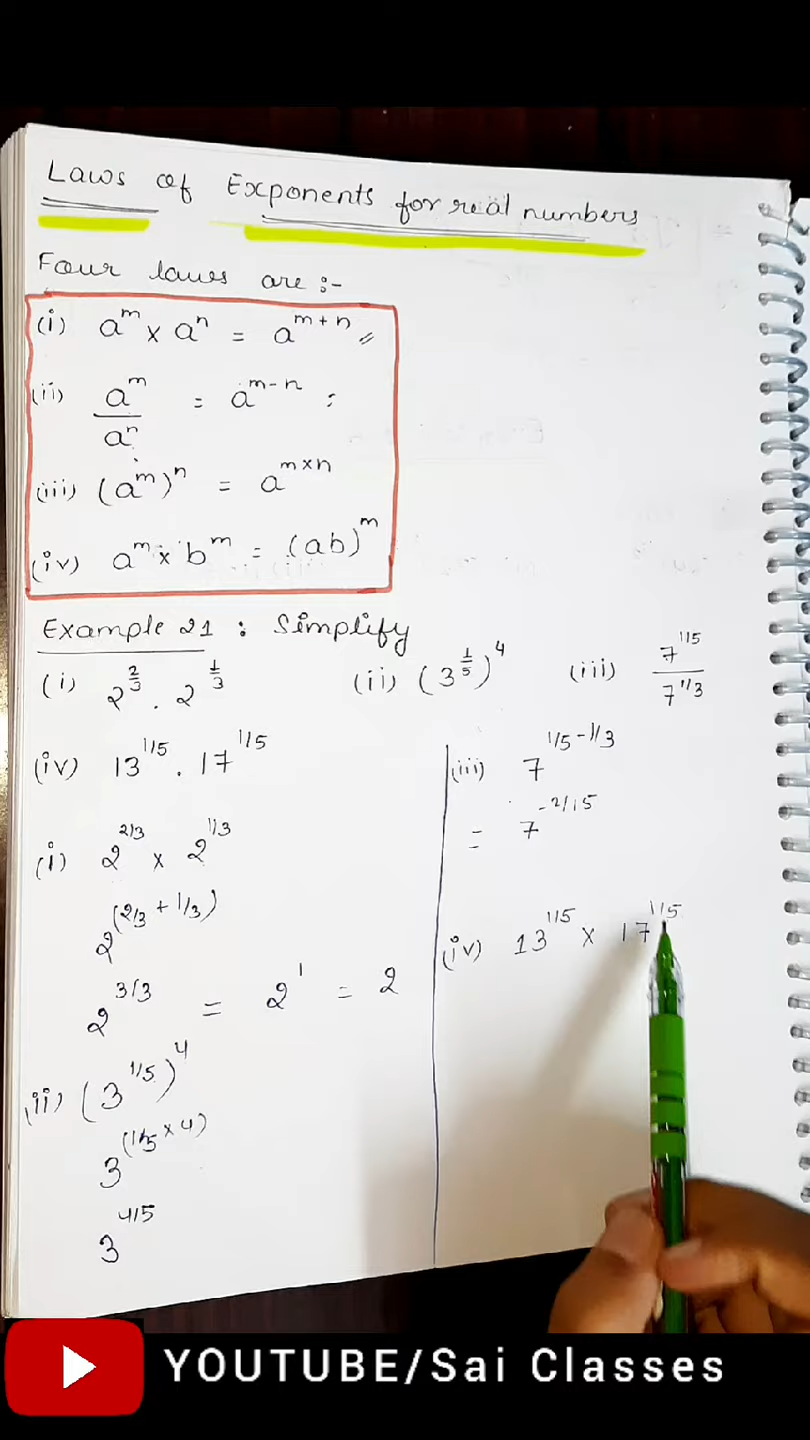 Laws of Exponents for real numbers
Four laws are :-
(i) a^m × a^n = a^(m+n)
(ii) a^m / a^n = a^(m-n)
(iii) (a^m)^n = a^(m×n)
(iv) a^m × b^m = (ab)^m
Example 21 : Simplify
(i) 2^(2/3) . 2^(1/3) (ii) (3^(1/5))^4 (iii) 7^(1/5) / 7^(1/3)
(iv) 13^(1/5) . 17^(1/5)
(i) 2^(2/3) × 2^(1/3)
2^(2/3 + 1/3)
2^(3/3) = 2^1 = 2
(ii) (3^(1/5))^4
3^(1/5 × 4)
3^(4/5)
(iii) 7^(1/5 - 1/3)
= 7^(-2/15)
(iv) 13^(1/5) × 17^(1/5)
YOUTUBE/Sai Classes